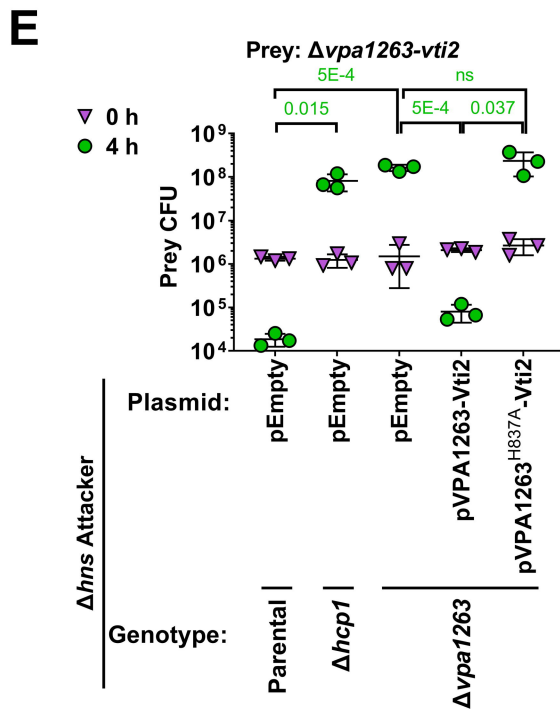 E
Prey: Δvpa1263-vti2
5E-4 ns
0.015 5E-4 0.037
0 h
4 h
Prey CFU
10⁹
10⁸
10⁷
10⁶
10⁵
10⁴
Plasmid:
pEmpty
pEmpty
pEmpty
pVPA1263-Vti2
pVPA1263ᴴ⁸³⁷ᴬ-Vti2
Δhns Attacker
Genotype:
Parental
Δhcp1
Δvpa1263